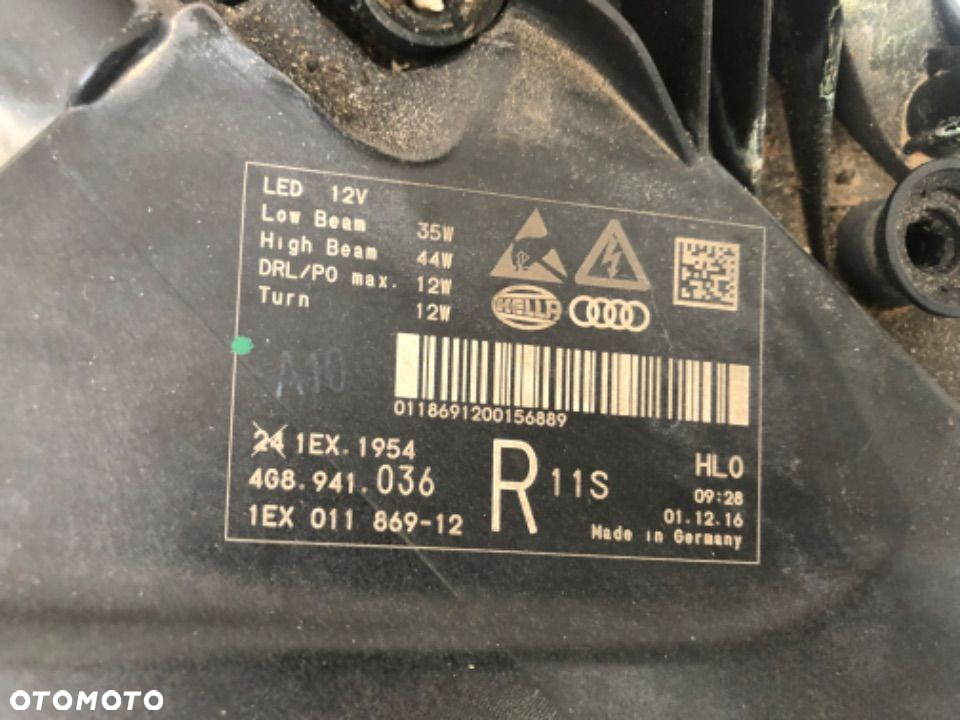 LED 12V
Low Beam 35W
High Beam 44W
DRL/PO max. 12W
Turn 12W
HELLA
A10
0118691200156889
24 1EX.1954
4G8.941.036
1EX 011 869-12
R 11S
HL0
09:28
01.12.16
Made in Germany
OTOMOTO